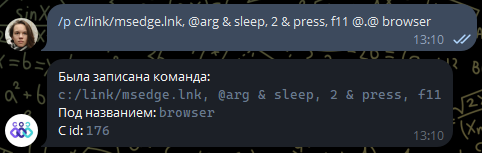 /p c:/link/msedge.lnk, @arg & sleep, 2 & press, f11 @.@ browser
13:10
Была записана команда:
c:/link/msedge.lnk, @arg & sleep, 2 & press, f11
Под названием: browser
С id: 176
13:10